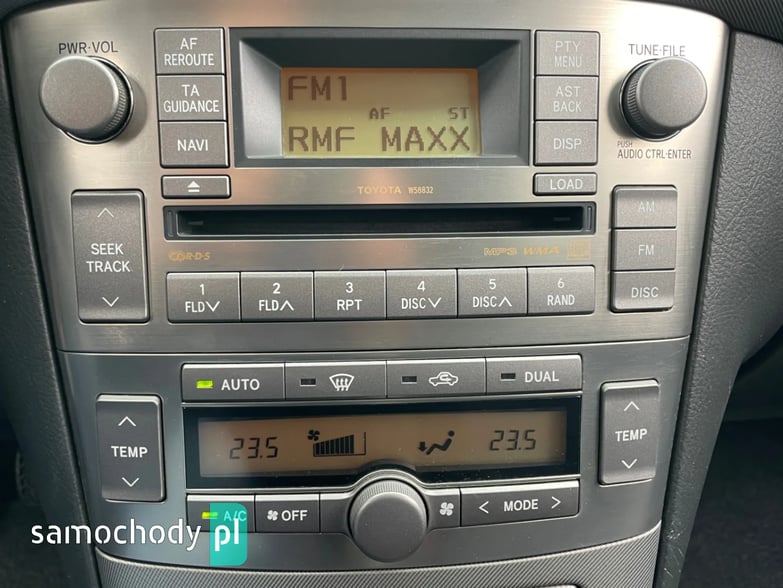 PWR·VOL
AF
REROUTE
TA
GUIDANCE
NAVI
FM1
AF ST
RMF MAXX
PTY
MENU
AST
BACK
DISP
TUNE·FILE
PUSH
AUDIO CTRL·ENTER
TOYOTA W58832
LOAD
SEEK
TRACK
R·D·S
MP3 WMA
AM
FM
DISC
1
FLD
2
FLD
3
RPT
4
DISC
5
DISC
6
RAND
AUTO
DUAL
TEMP
23.5
23.5
TEMP
A/C
OFF
MODE
samochody pl